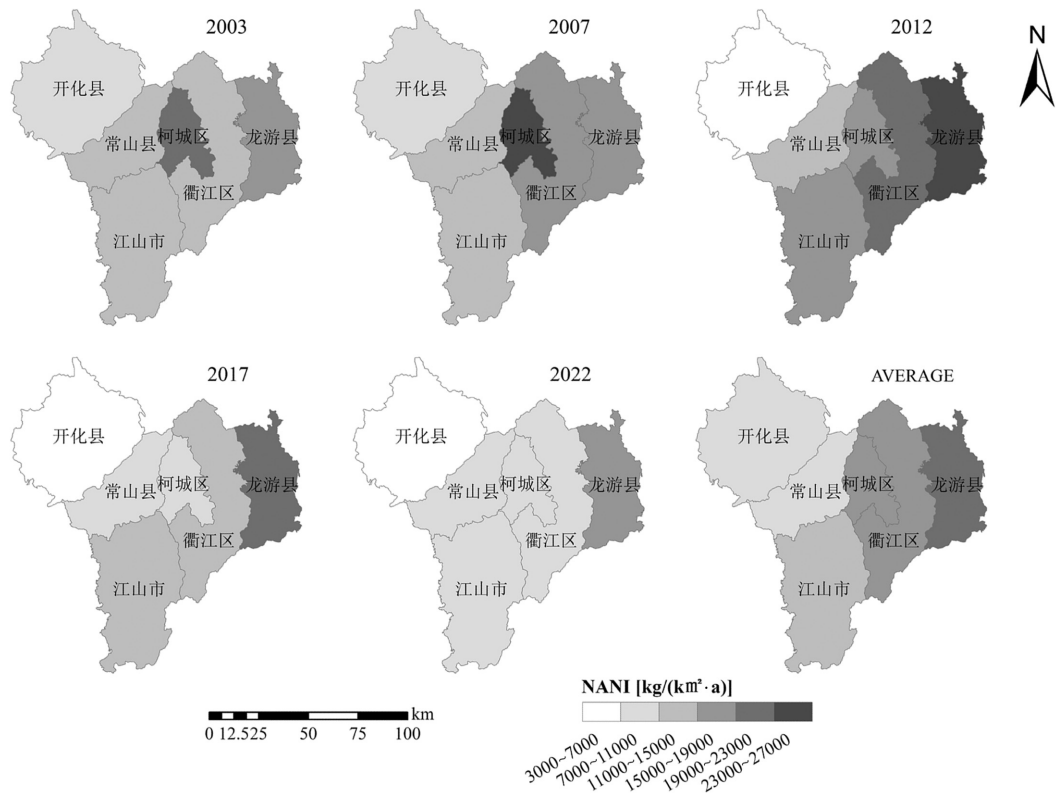 2003
2007
2012
N
开化县
常山县
柯城区
龙游县
衢江区
江山市
开化县
常山县
柯城区
龙游县
衢江区
江山市
开化县
常山县
柯城区
龙游县
衢江区
江山市
2017
2022
AVERAGE
开化县
常山县
柯城区
龙游县
衢江区
江山市
开化县
常山县
柯城区
龙游县
衢江区
江山市
开化县
常山县
柯城区
龙游县
衢江区
江山市
NANI [kg/(km²·a)]
km
0 12.525 50 75 100
3000~7000
7000~11000
11000~15000
15000~19000
19000~23000
23000~27000